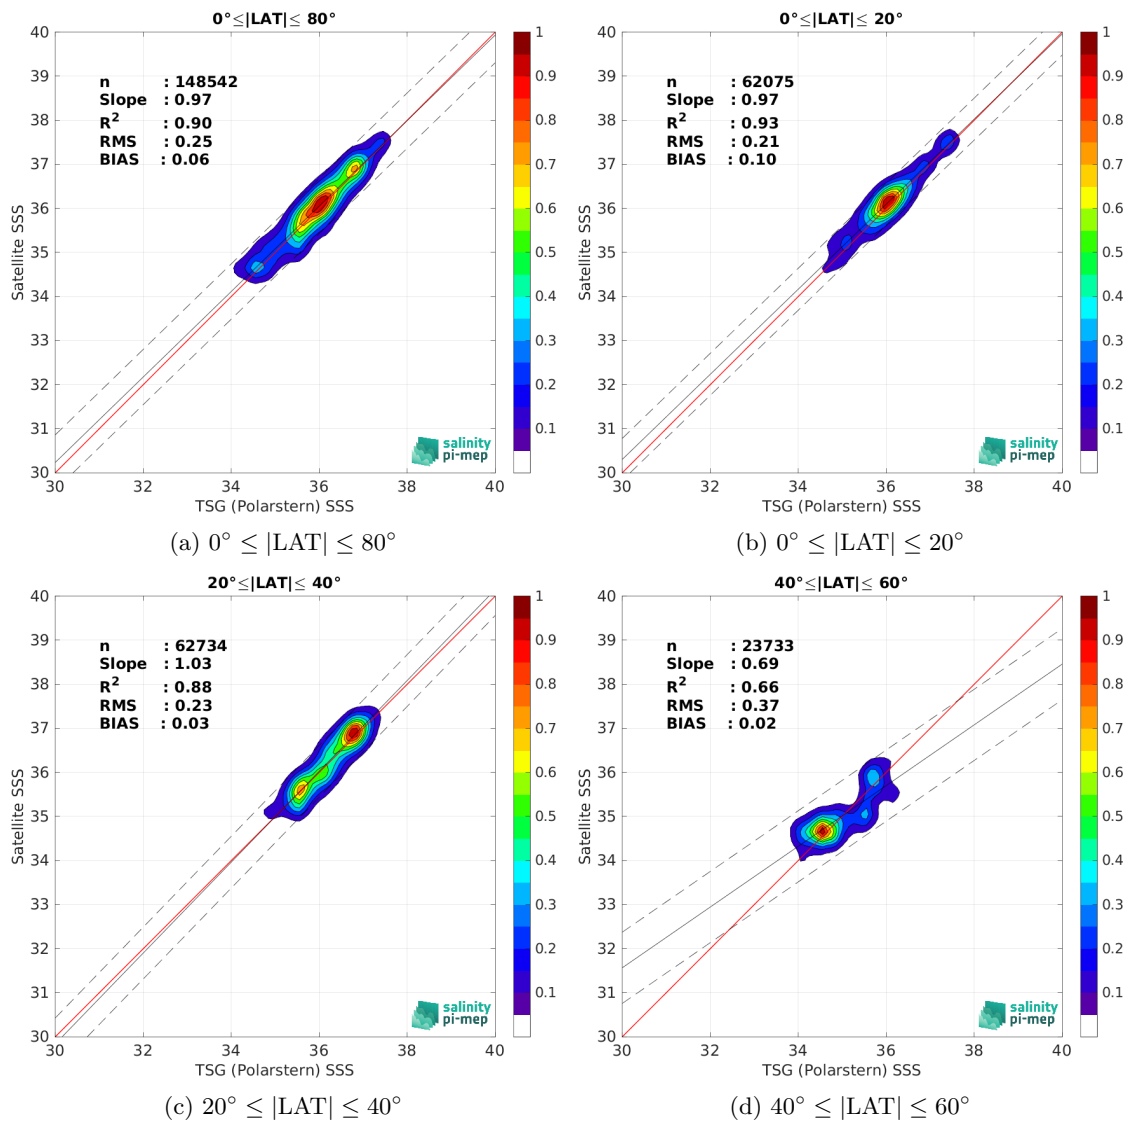 0°≤|LAT|≤ 80°
n : 148542
Slope : 0.97
R2 : 0.90
RMS : 0.25
BIAS : 0.06
Satellite SSS
40
39
38
37
36
35
34
33
32
31
30
30 32 34 36 38 40
TSG (Polarstern) SSS
1
0.9
0.8
0.7
0.6
0.5
0.4
0.3
0.2
0.1
salinity
pi-mep
(a) 0° ≤ |LAT| ≤ 80°
0°≤|LAT|≤ 20°
n : 62075
Slope : 0.97
R2 : 0.93
RMS : 0.21
BIAS : 0.10
Satellite SSS
40
39
38
37
36
35
34
33
32
31
30
30 32 34 36 38 40
TSG (Polarstern) SSS
1
0.9
0.8
0.7
0.6
0.5
0.4
0.3
0.2
0.1
salinity
pi-mep
(b) 0° ≤ |LAT| ≤ 20°
20°≤|LAT|≤ 40°
n : 62734
Slope : 1.03
R2 : 0.88
RMS : 0.23
BIAS : 0.03
Satellite SSS
40
39
38
37
36
35
34
33
32
31
30
30 32 34 36 38 40
TSG (Polarstern) SSS
1
0.9
0.8
0.7
0.6
0.5
0.4
0.3
0.2
0.1
salinity
pi-mep
(c) 20° ≤ |LAT| ≤ 40°
40°≤|LAT|≤ 60°
n : 23733
Slope : 0.69
R2 : 0.66
RMS : 0.37
BIAS : 0.02
Satellite SSS
40
39
38
37
36
35
34
33
32
31
30
30 32 34 36 38 40
TSG (Polarstern) SSS
1
0.9
0.8
0.7
0.6
0.5
0.4
0.3
0.2
0.1
salinity
pi-mep
(d) 40° ≤ |LAT| ≤ 60°